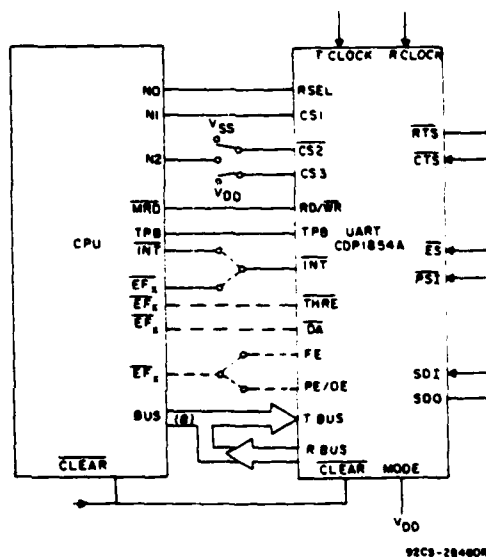 T CLOCK R CLOCK
N0 RSEL
N1 CS1
VSS
CS2
N2
CS3
VDD
MRD RD/WR
TPB TPB
CPU
UART
CDP1854A
INT
INT
EFX
EFX THRE
EFX DA
FE
EFX
PE/OE
BUS (8) T BUS
R BUS
CLEAR
CLEAR MODE
VDD
RTS
CTS
ES
PSI
SDI
SDO